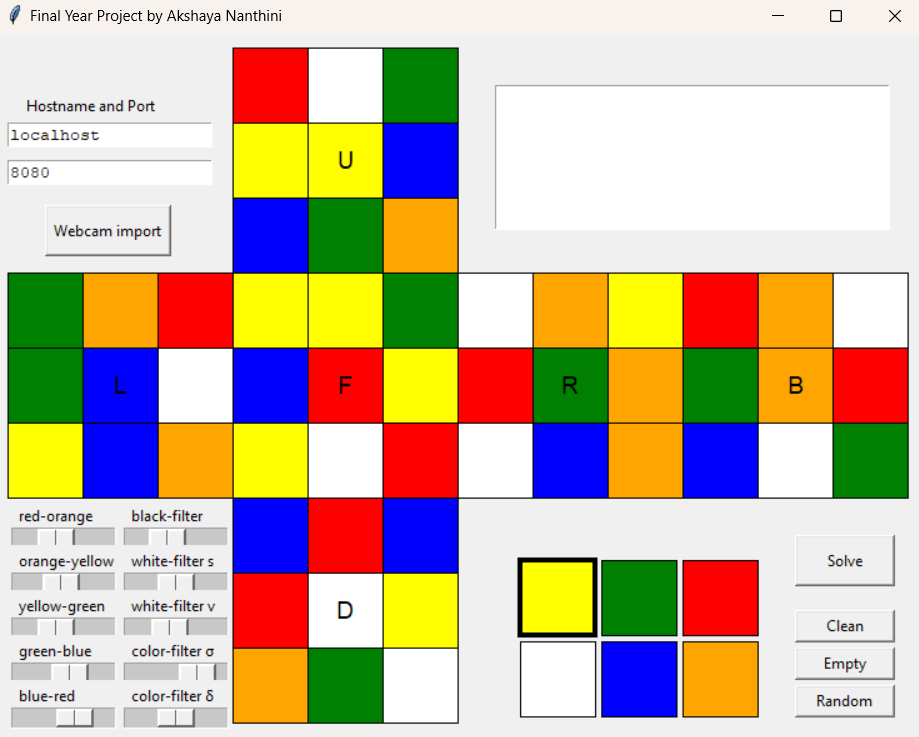 Final Year Project by Akshaya Nanthini
Hostname and Port
localhost
8080
Webcam import
U
L
F
R
B
D
red-orange
black-filter
orange-yellow
white-filter s
yellow-green
white-filter v
green-blue
color-filter σ
blue-red
color-filter δ
Solve
Clean
Empty
Random